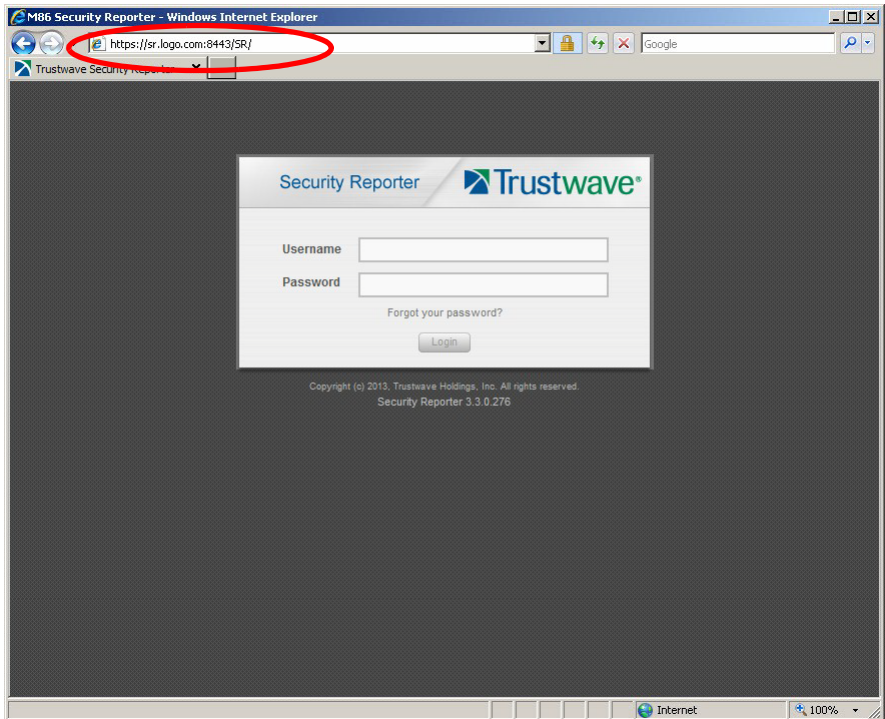 M86 Security Reporter - Windows Internet Explorer
https://sr.logo.com:8443/SR/
Google
Trustwave Security Reporter
Security Reporter
Trustwave®
Username
Password
Forgot your password?
Login
Copyright (c) 2013, Trustwave Holdings, Inc. All rights reserved.
Security Reporter 3.3.0.276
Internet
100%